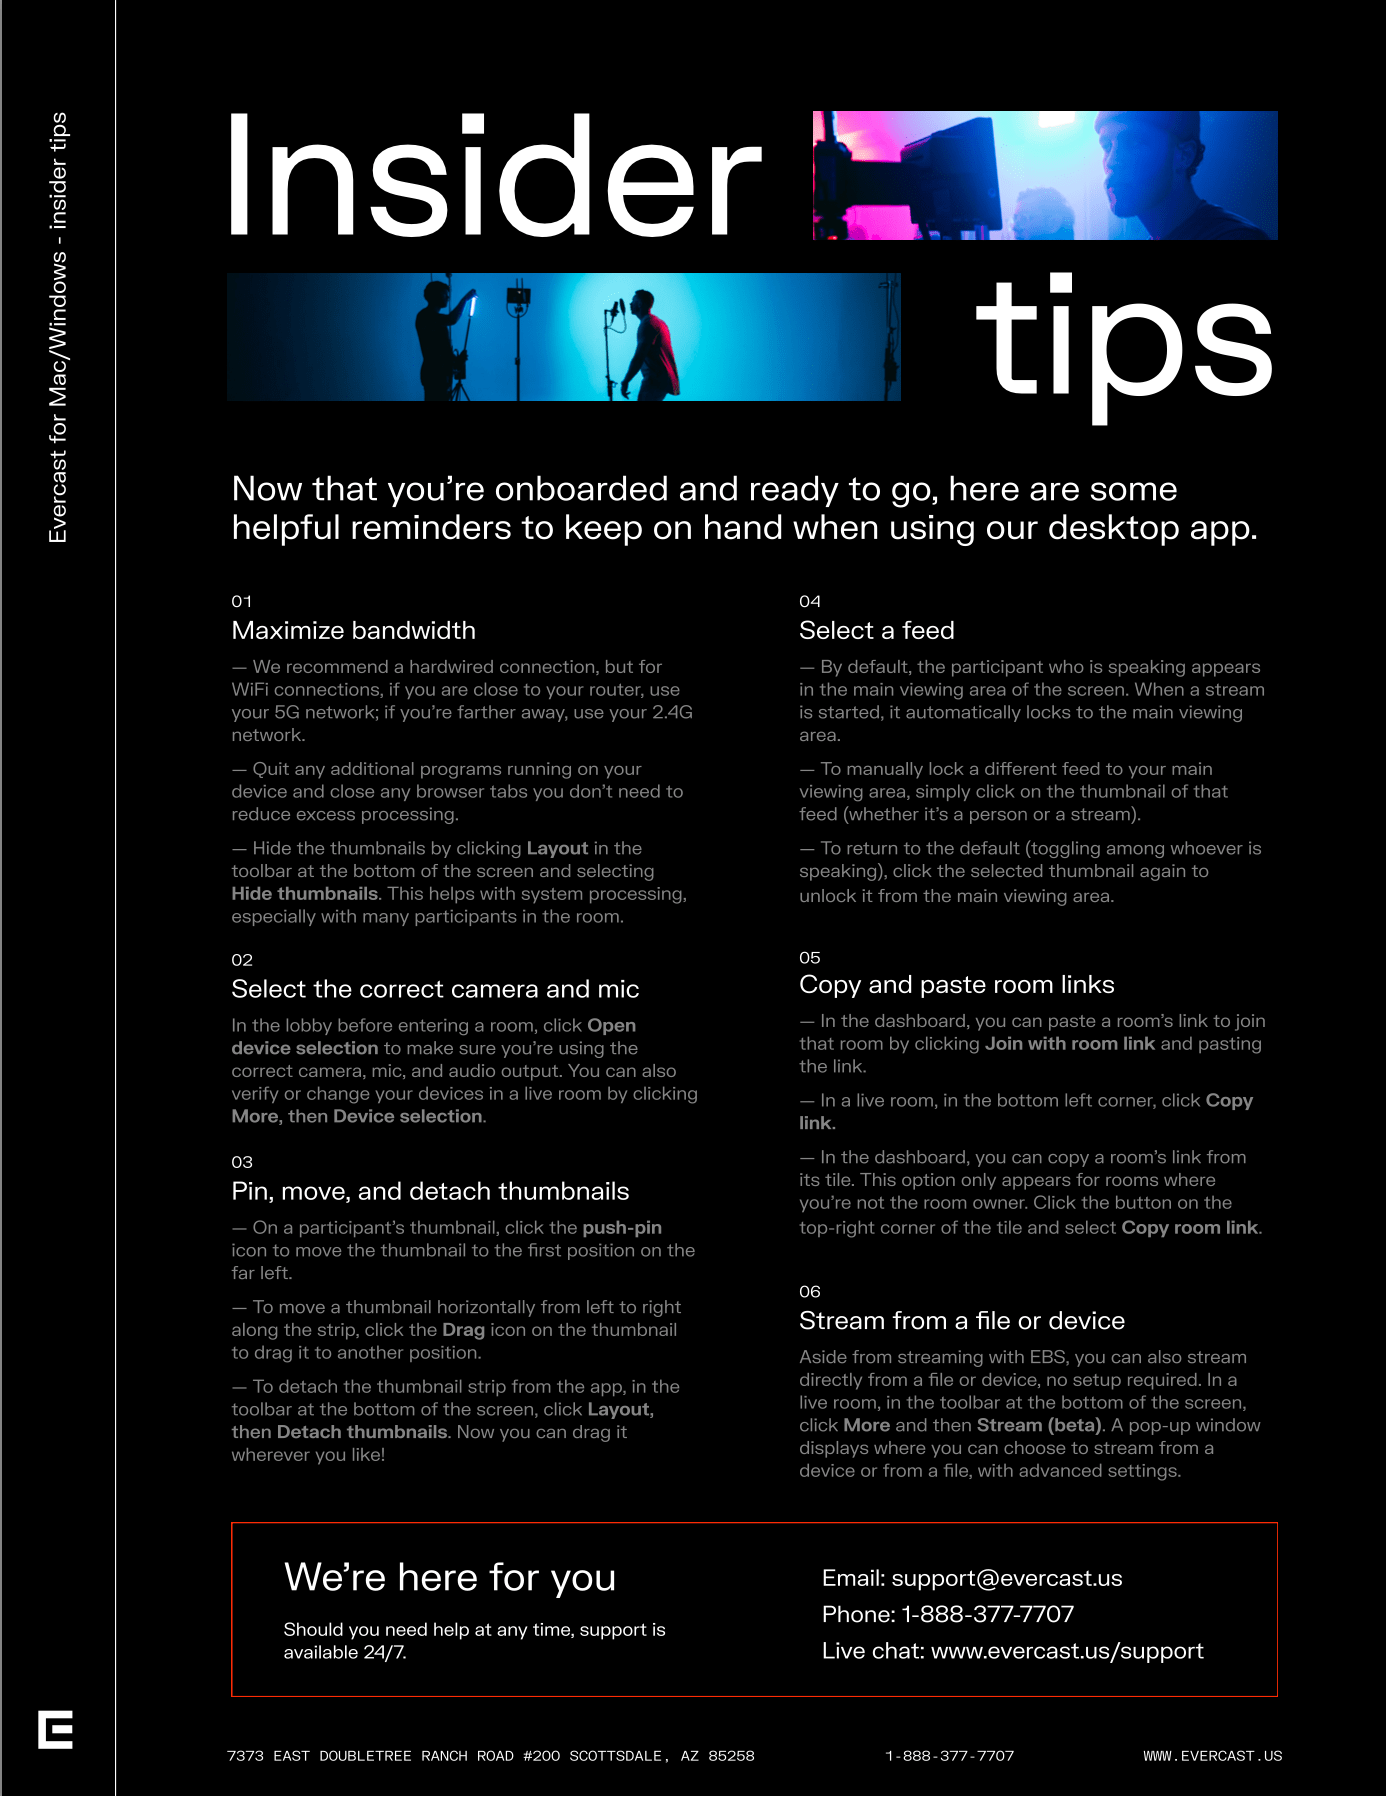 Evercast for Mac/Windows - insider tips
Insider
tips
Now that you’re onboarded and ready to go, here are some
helpful reminders to keep on hand when using our desktop app.
01
Maximize bandwidth
— We recommend a hardwired connection, but for
WiFi connections, if you are close to your router, use
your 5G network; if you’re farther away, use your 2.4G
network.
— Quit any additional programs running on your
device and close any browser tabs you don’t need to
reduce excess processing.
— Hide the thumbnails by clicking Layout in the
toolbar at the bottom of the screen and selecting
Hide thumbnails. This helps with system processing,
especially with many participants in the room.
02
Select the correct camera and mic
In the lobby before entering a room, click Open
device selection to make sure you’re using the
correct camera, mic, and audio output. You can also
verify or change your devices in a live room by clicking
More, then Device selection.
03
Pin, move, and detach thumbnails
— On a participant’s thumbnail, click the push-pin
icon to move the thumbnail to the first position on the
far left.
— To move a thumbnail horizontally from left to right
along the strip, click the Drag icon on the thumbnail
to drag it to another position.
— To detach the thumbnail strip from the app, in the
toolbar at the bottom of the screen, click Layout,
then Detach thumbnails. Now you can drag it
wherever you like!
04
Select a feed
— By default, the participant who is speaking appears
in the main viewing area of the screen. When a stream
is started, it automatically locks to the main viewing
area.
— To manually lock a different feed to your main
viewing area, simply click on the thumbnail of that
feed (whether it’s a person or a stream).
— To return to the default (toggling among whoever is
speaking), click the selected thumbnail again to
unlock it from the main viewing area.
05
Copy and paste room links
— In the dashboard, you can paste a room’s link to join
that room by clicking Join with room link and pasting
the link.
— In a live room, in the bottom left corner, click Copy
link.
— In the dashboard, you can copy a room’s link from
its tile. This option only appears for rooms where
you’re not the room owner. Click the button on the
top-right corner of the tile and select Copy room link.
06
Stream from a file or device
Aside from streaming with EBS, you can also stream
directly from a file or device, no setup required. In a
live room, in the toolbar at the bottom of the screen,
click More and then Stream (beta). A pop-up window
displays where you can choose to stream from a
device or from a file, with advanced settings.
We’re here for you
Should you need help at any time, support is
available 24/7.
Email: support@evercast.us
Phone: 1-888-377-7707
Live chat: www.evercast.us/support
7373 EAST DOUBLETREE RANCH ROAD #200 SCOTTSDALE, AZ 85258
1-888-377-7707
WWW.EVERCAST.US